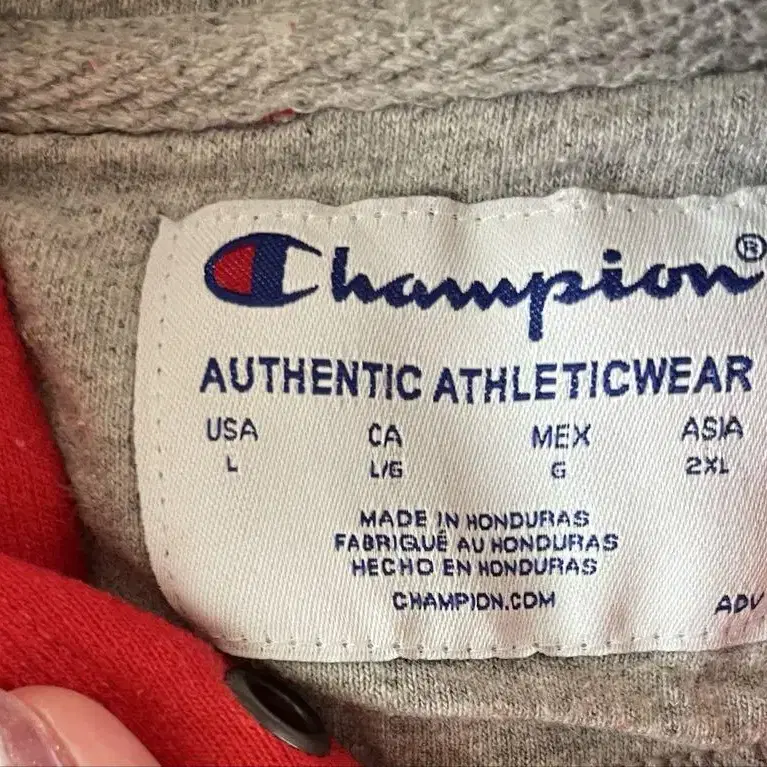 Champion®
AUTHENTIC ATHLETICWEAR
USA CA MEX ASIA
L L/G G 2XL
MADE IN HONDURAS
FABRIQUÉ AU HONDURAS
HECHO EN HONDURAS
CHAMPION.COM ADV